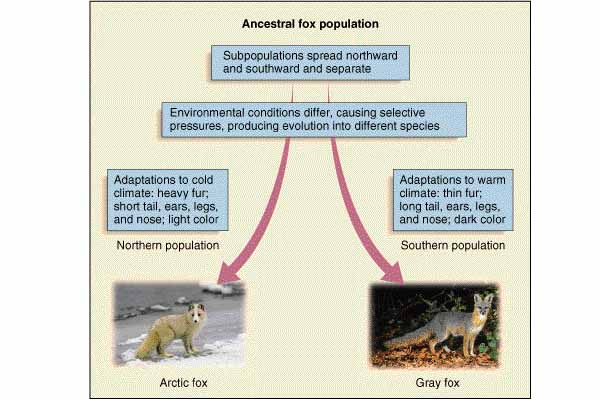 Ancestral fox population
Subpopulations spread northward
and southward and separate
Environmental conditions differ, causing selective
pressures, producing evolution into different species
Adaptations to cold
climate: heavy fur;
short tail, ears, legs,
and nose; light color
Northern population
Adaptations to warm
climate: thin fur;
long tail, ears, legs,
and nose; dark color
Southern population
Arctic fox
Gray fox